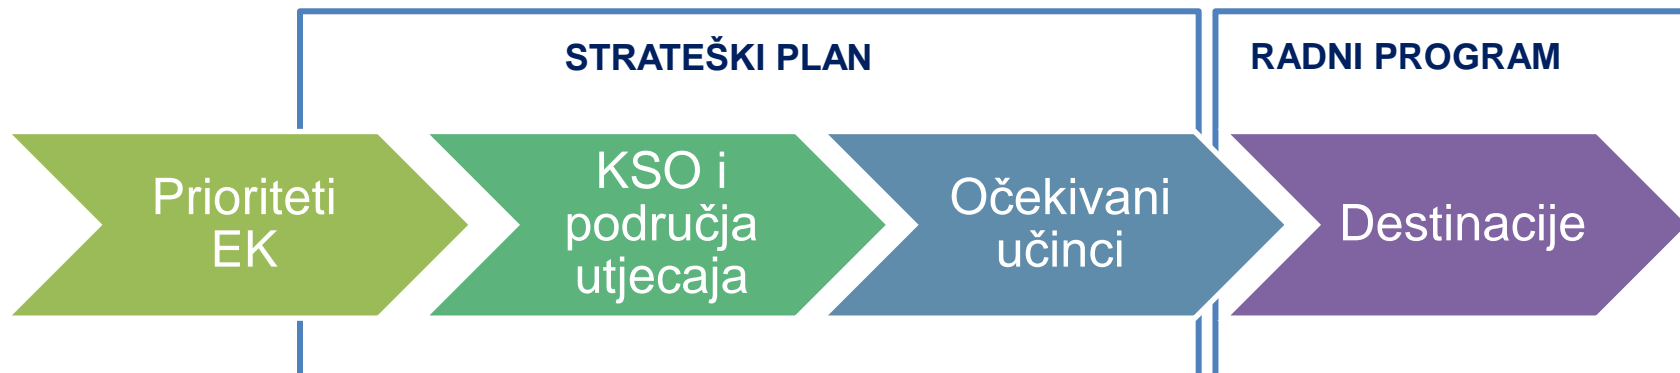 STRATEŠKI PLAN
RADNI PROGRAM
Prioriteti
EK
KSO i
područja
utjecaja
Očekivani
učinci
Destinacije